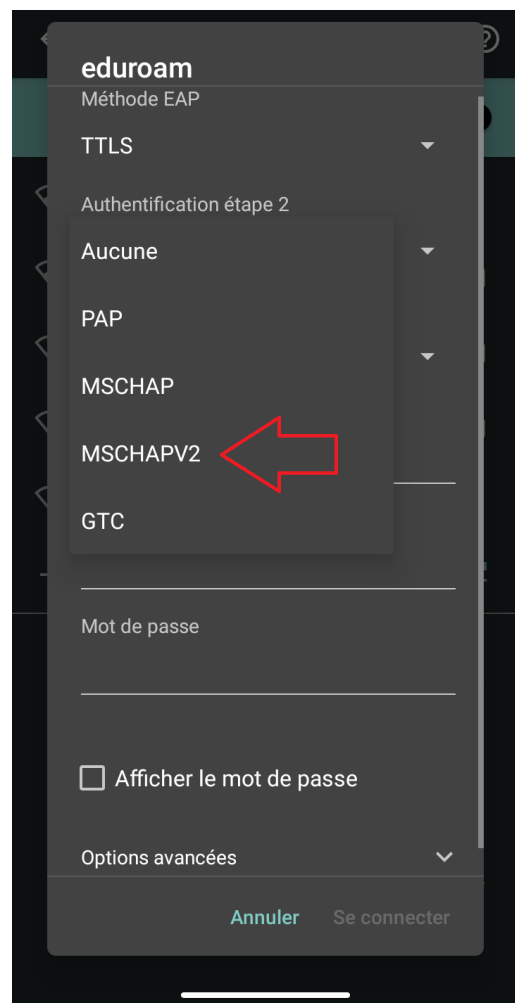 eduroam
Méthode EAP
TTLS
Authentification étape 2
Aucune
PAP
MSCHAP
MSCHAPV2
GTC
Mot de passe
Afficher le mot de passe
Options avancées
Annuler Se connecter